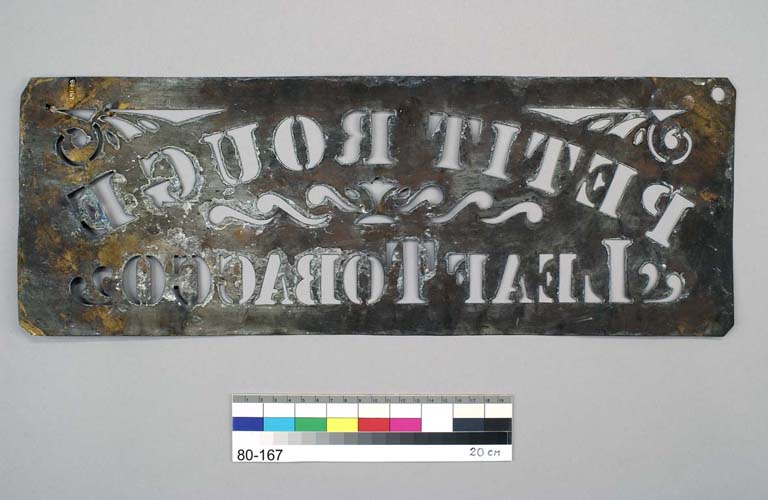 PETIT ROUGE
LEAF TOBACCO
80-167
20 CM